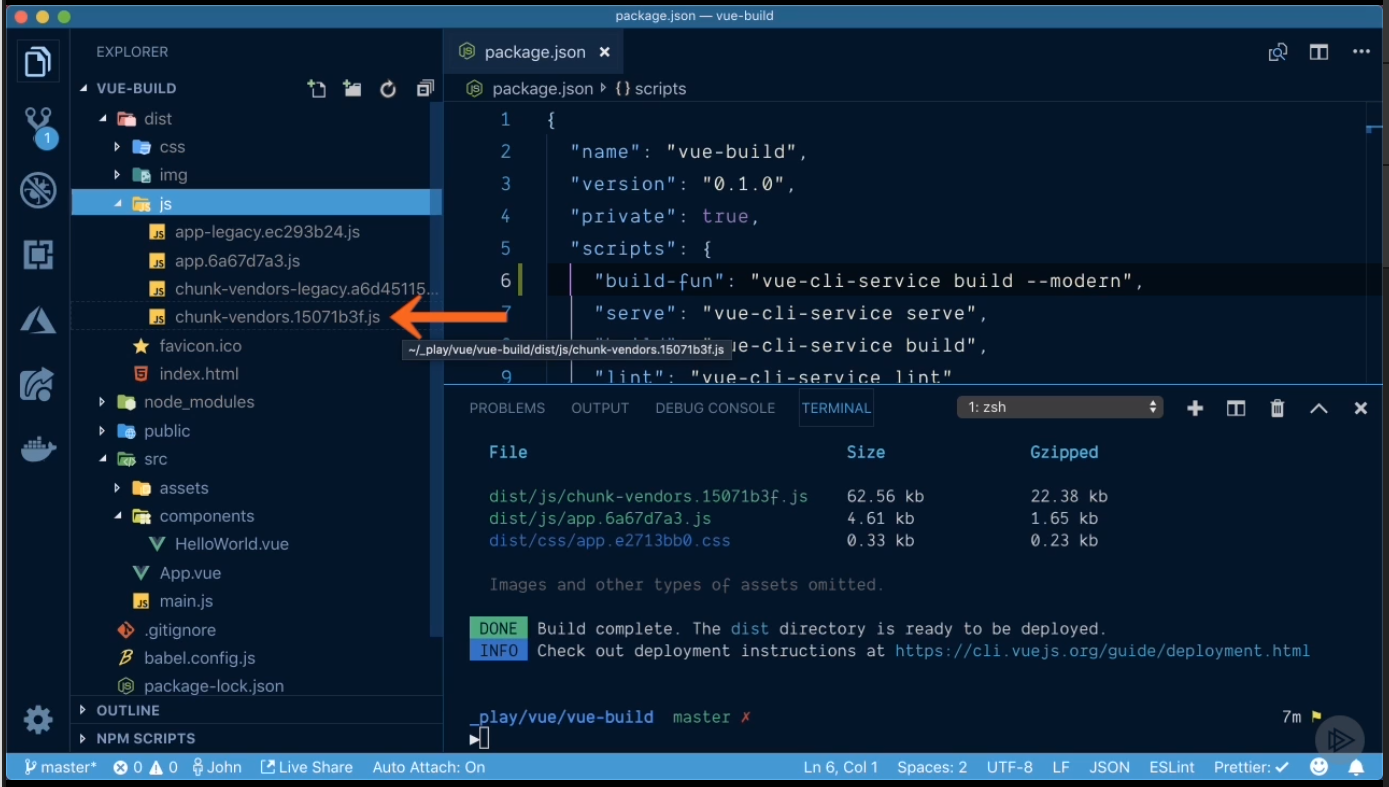 package.json — vue-build
EXPLORER
VUE-BUILD
dist
css
img
js
app-legacy.ec293b24.js
app.6a67d7a3.js
chunk-vendors-legacy.a6d45115...
chunk-vendors.15071b3f.js
~/_play/vue/vue-build/dist/js/chunk-vendors.15071b3f.js
favicon.ico
index.html
node_modules
public
src
assets
components
HelloWorld.vue
App.vue
main.js
.gitignore
babel.config.js
package-lock.json
OUTLINE
NPM SCRIPTS
1
package.json ×
package.json {} scripts
1 {
2 "name": "vue-build",
3 "version": "0.1.0",
4 "private": true,
5 "scripts": {
6 "build-fun": "vue-cli-service build --modern",
7 "serve": "vue-cli-service serve",
vue-cli-service build",
9 "lint": "vue-cli-service lint"
PROBLEMS OUTPUT DEBUG CONSOLE TERMINAL 1: zsh
File Size Gzipped
dist/js/chunk-vendors.15071b3f.js 62.56 kb 22.38 kb
dist/js/app.6a67d7a3.js 4.61 kb 1.65 kb
dist/css/app.e2713bb0.css 0.33 kb 0.23 kb
Images and other types of assets omitted.
DONE Build complete. The dist directory is ready to be deployed.
INFO Check out deployment instructions at https://cli.vuejs.org/guide/deployment.html
_play/vue/vue-build master ✗ 7m
master* 0 0 John Live Share Auto Attach: On Ln 6, Col 1 Spaces: 2 UTF-8 LF JSON ESLint Prettier: ✓